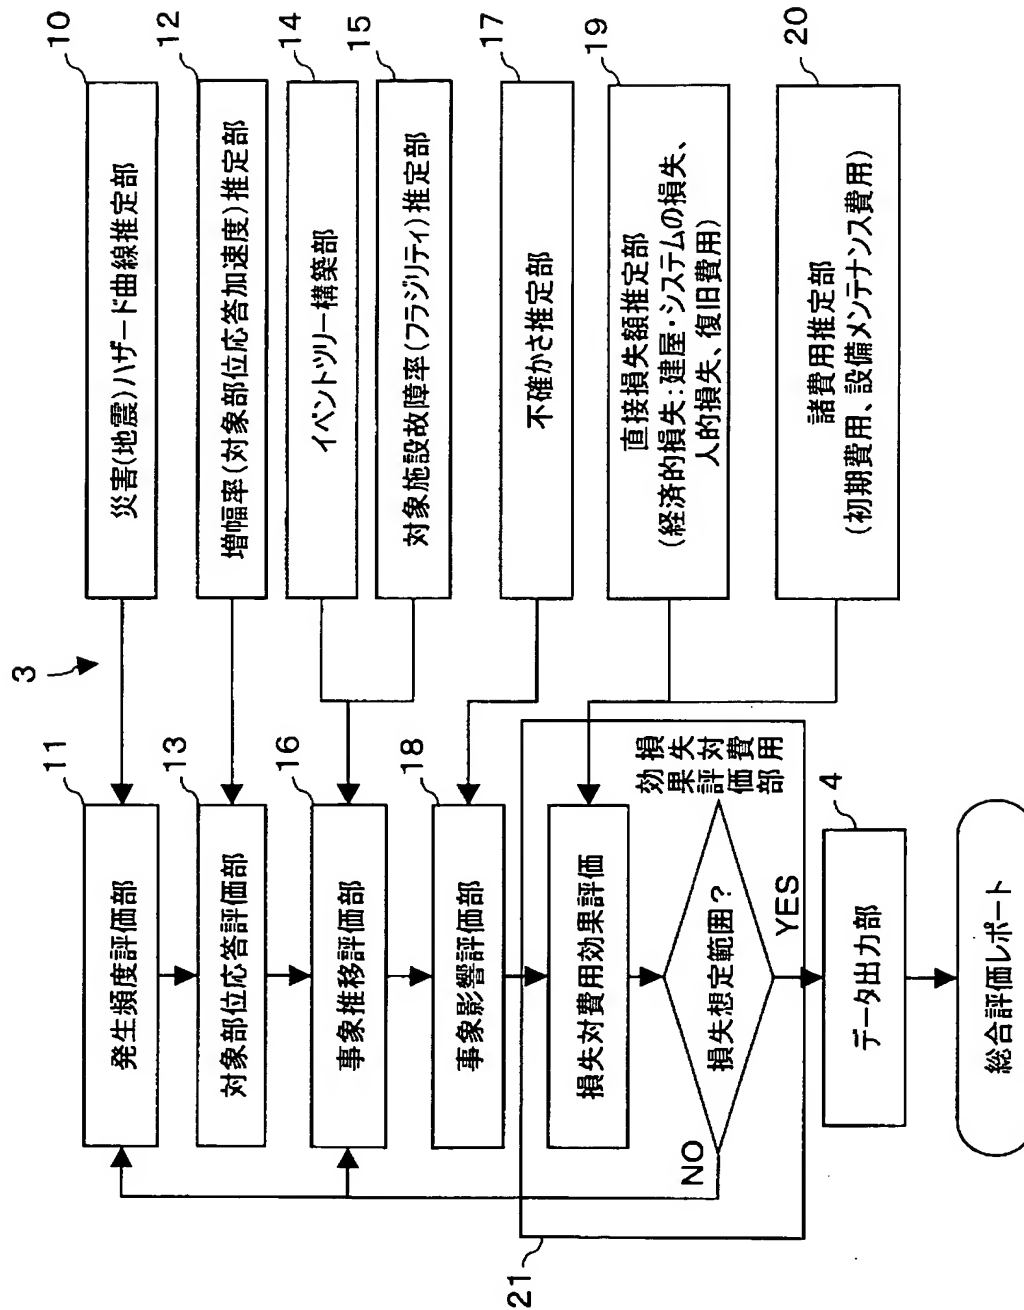 3
10
災害(地震)ハザード曲線推定部
12
増幅率(対象部位応答加速度)推定部
14
イベントツリー構築部
15
対象施設故障率(フラジリティ)推定部
17
不確かさ推定部
19
直接損失額推定部
(経済的損失:建屋・システムの損失、
人的損失、復旧費用)
20
諸費用推定部
(初期費用、設備メンテナンス費用)
11
発生頻度評価部
13
対象部位応答評価部
16
事象推移評価部
18
事象影響評価部
損失対費用効果評価
損失対費用
効果評価部
損失想定範囲?
NO
YES
21
4
データ出力部
総合評価レポート